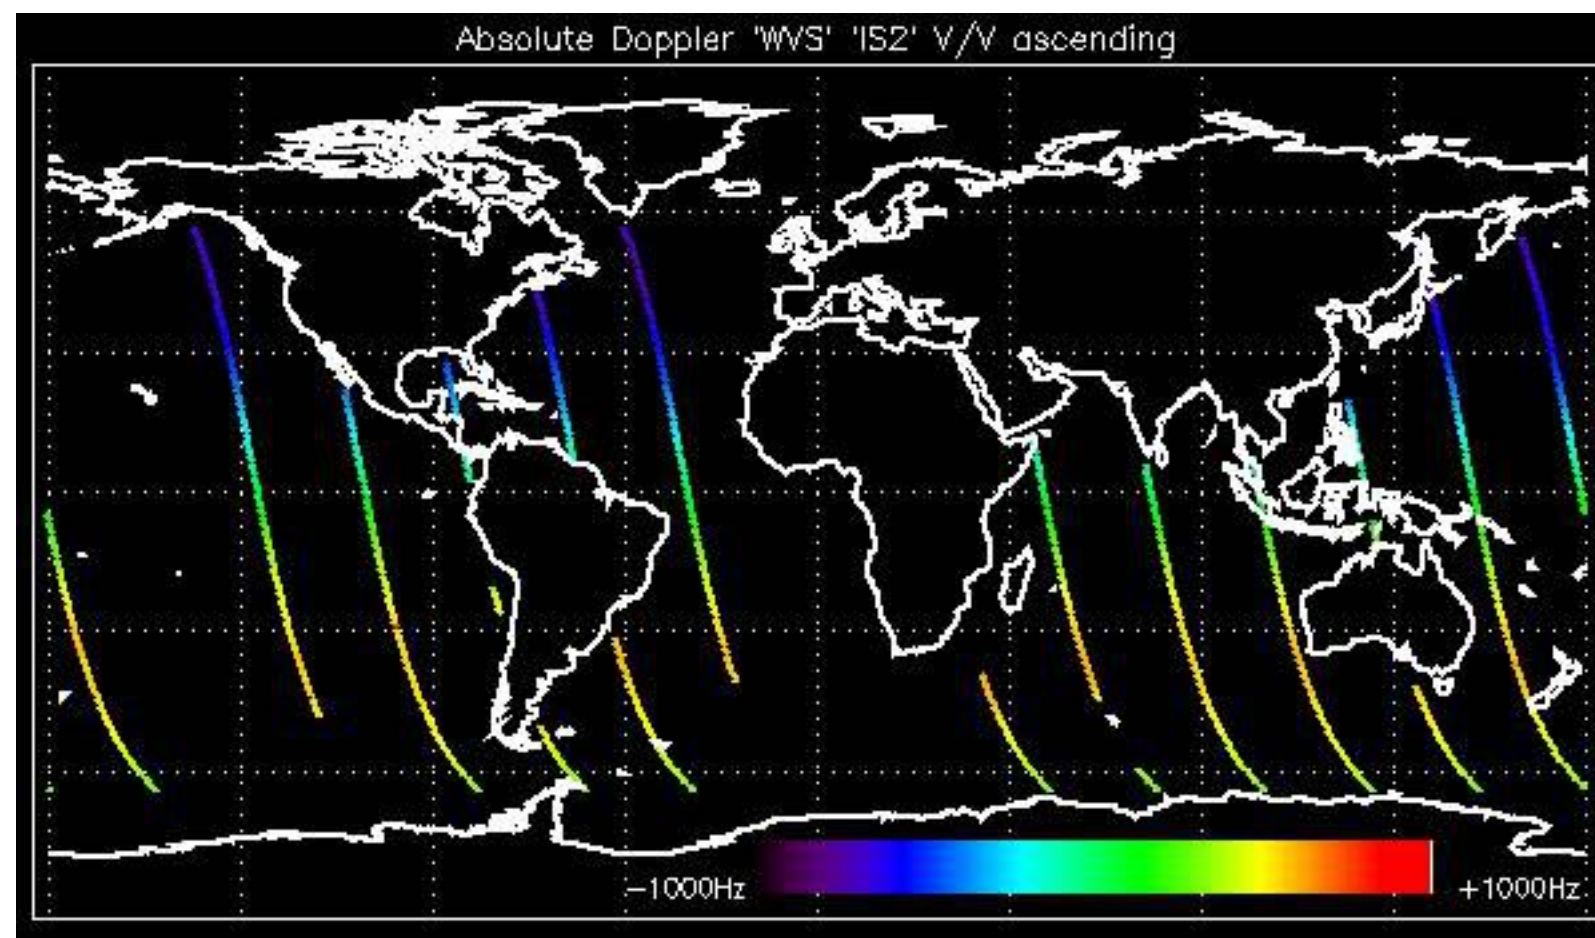 Absolute Doppler 'WVS' 'IS2' V/V ascending
−1000Hz
+1000Hz